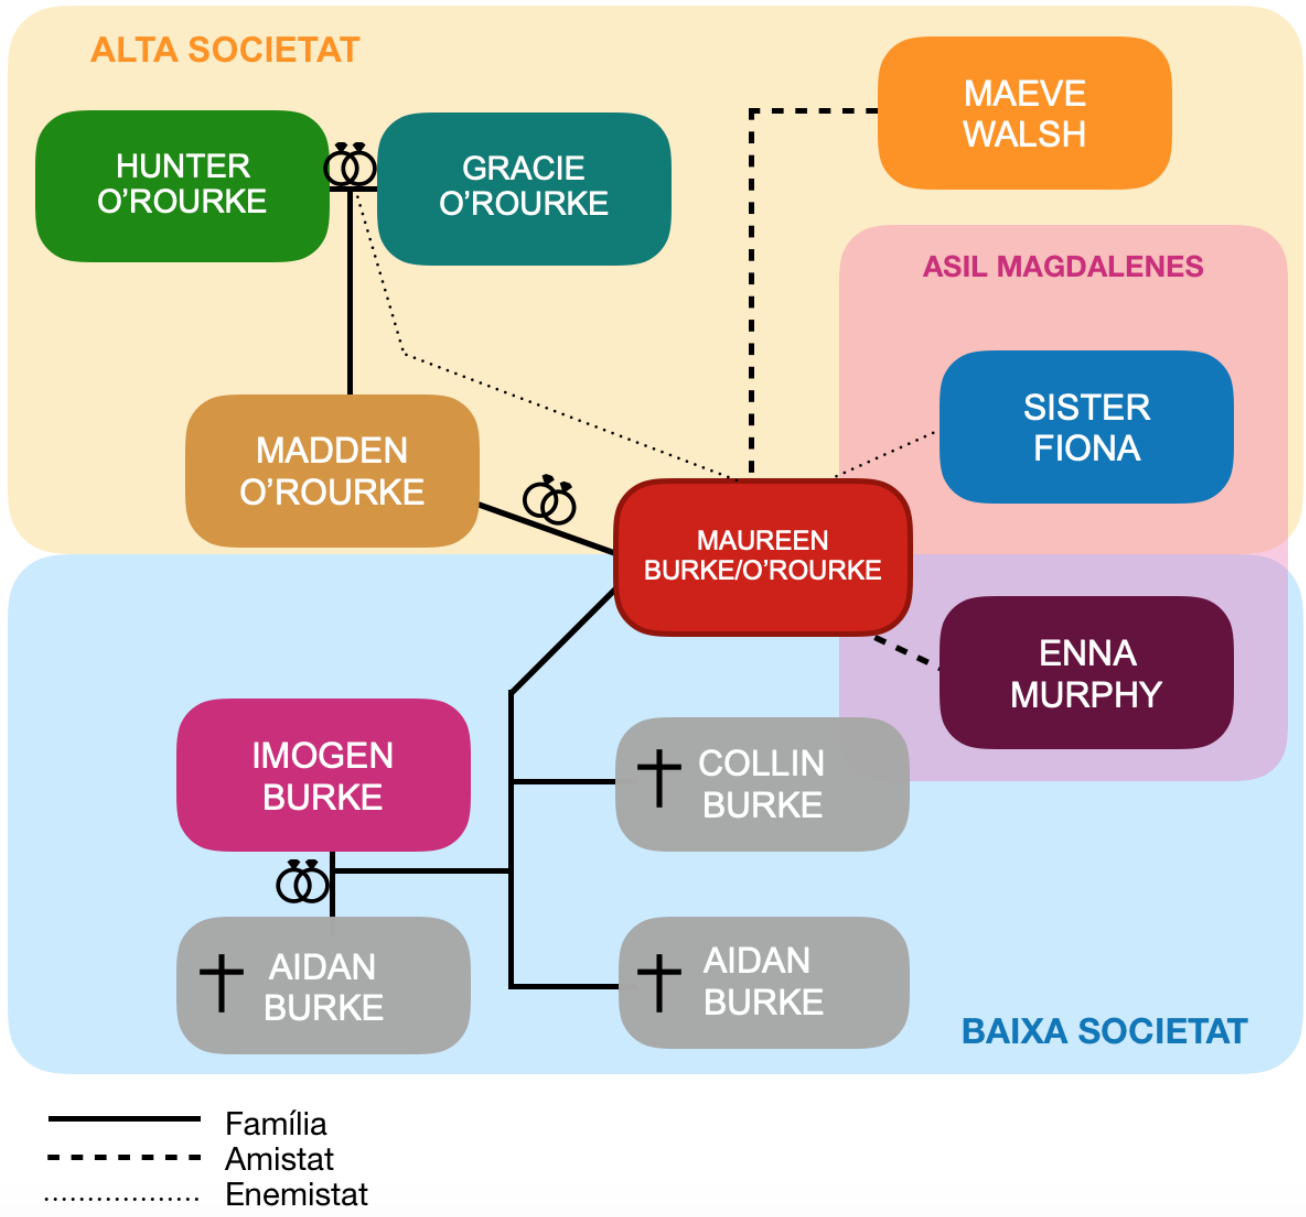 ALTA SOCIETAT
MAEVE
WALSH
HUNTER
O'ROURKE
GRACIE
O'ROURKE
ASIL MAGDALENES
SISTER
FIONA
MADDEN
O'ROURKE
MAUREEN
BURKE/O'ROURKE
ENNA
MURPHY
IMOGEN
BURKE
COLLIN
BURKE
AIDAN
BURKE
AIDAN
BURKE
BAIXA SOCIETAT
Família
Amistat
Enemistat